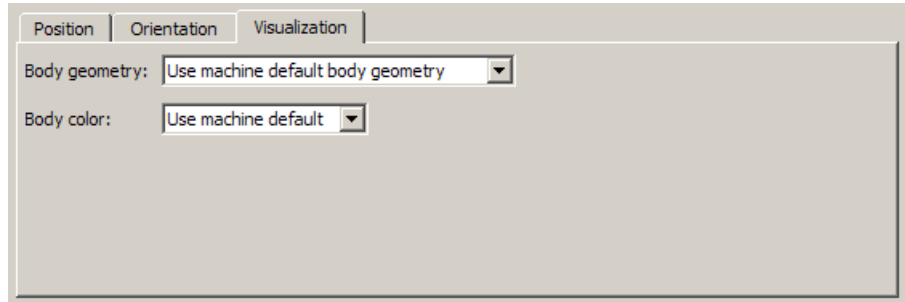 Position Orientation Visualization
Body geometry: Use machine default body geometry
Body color: Use machine default